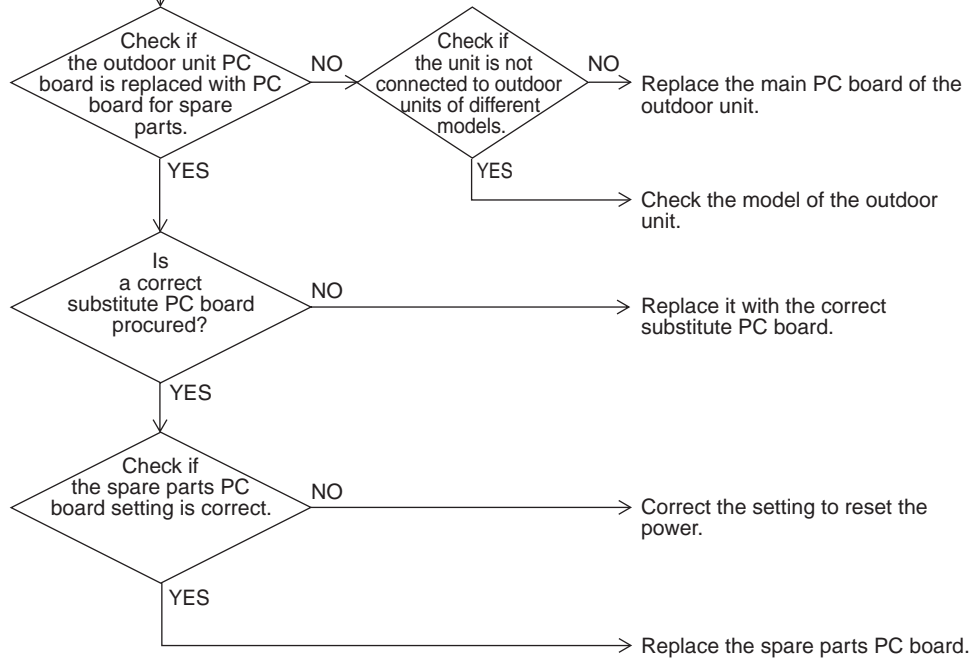 Check if
the outdoor unit PC
board is replaced with PC
board for spare
parts.
NO
Check if
the unit is not
connected to outdoor
units of different
models.
NO
Replace the main PC board of the
outdoor unit.
YES
YES
Check the model of the outdoor
unit.
Is
a correct
substitute PC board
procured?
NO
Replace it with the correct
substitute PC board.
YES
Check if
the spare parts PC
board setting is correct.
NO
Correct the setting to reset the
power.
YES
Replace the spare parts PC board.